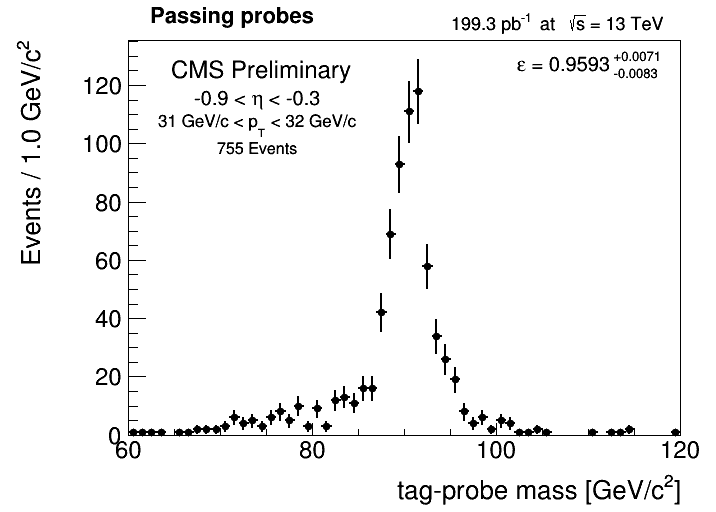 Passing probes
199.3 pb⁻¹ at √s = 13 TeV
CMS Preliminary
ε = 0.9593 +0.0071 -0.0083
-0.9 < η < -0.3
31 GeV/c < p_T < 32 GeV/c
755 Events
Events / 1.0 GeV/c²
120
100
80
60
40
20
0
60 80 100 120
tag-probe mass [GeV/c²]